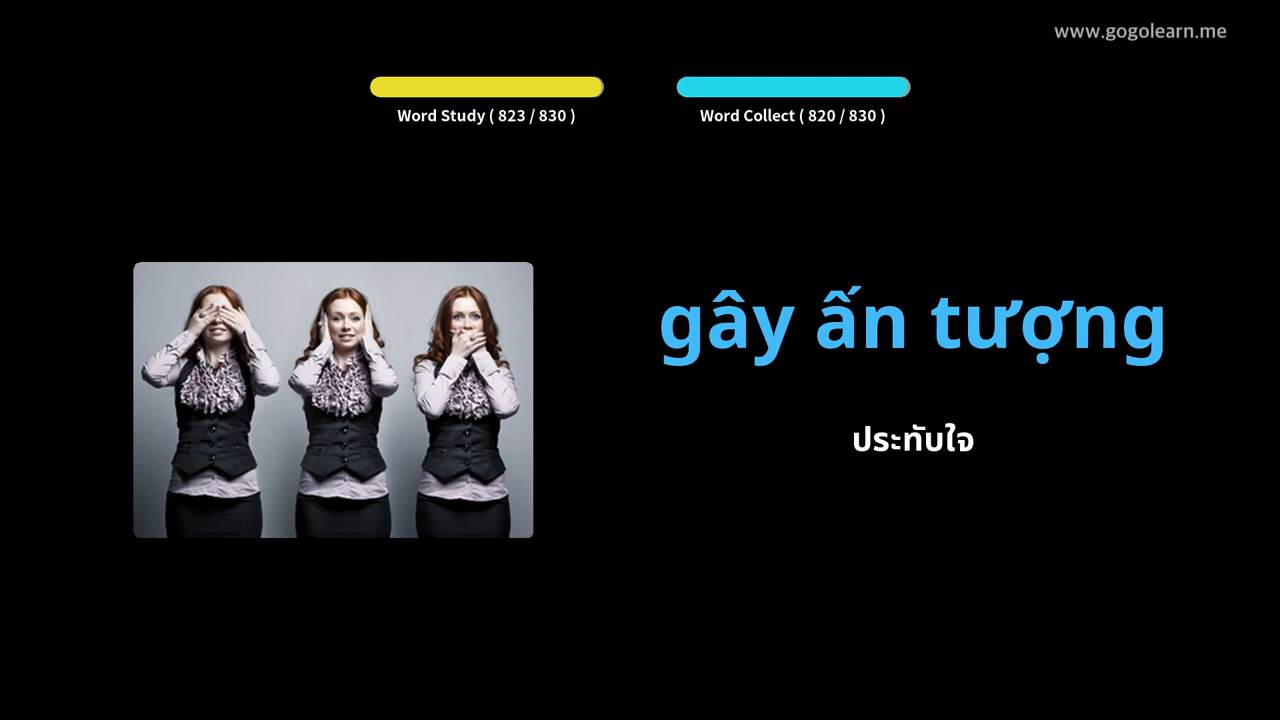 www.gogolearn.me
Word Study ( 823 / 830 )
Word Collect ( 820 / 830 )
gây ấn tượng
ประทับใจ